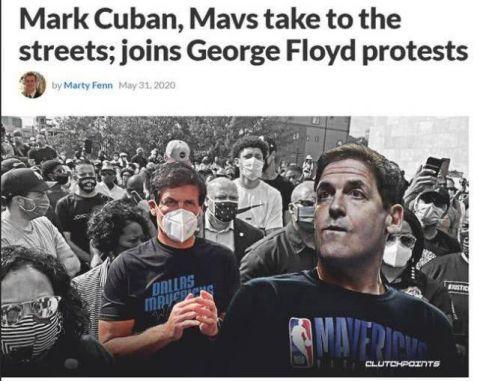 Mark Cuban, Mavs take to the
streets; joins George Floyd protests
by Marty Fenn May 31, 2020
DALLAS
MAVERICKS
MAVERICKS
CLUTCHPOINTS